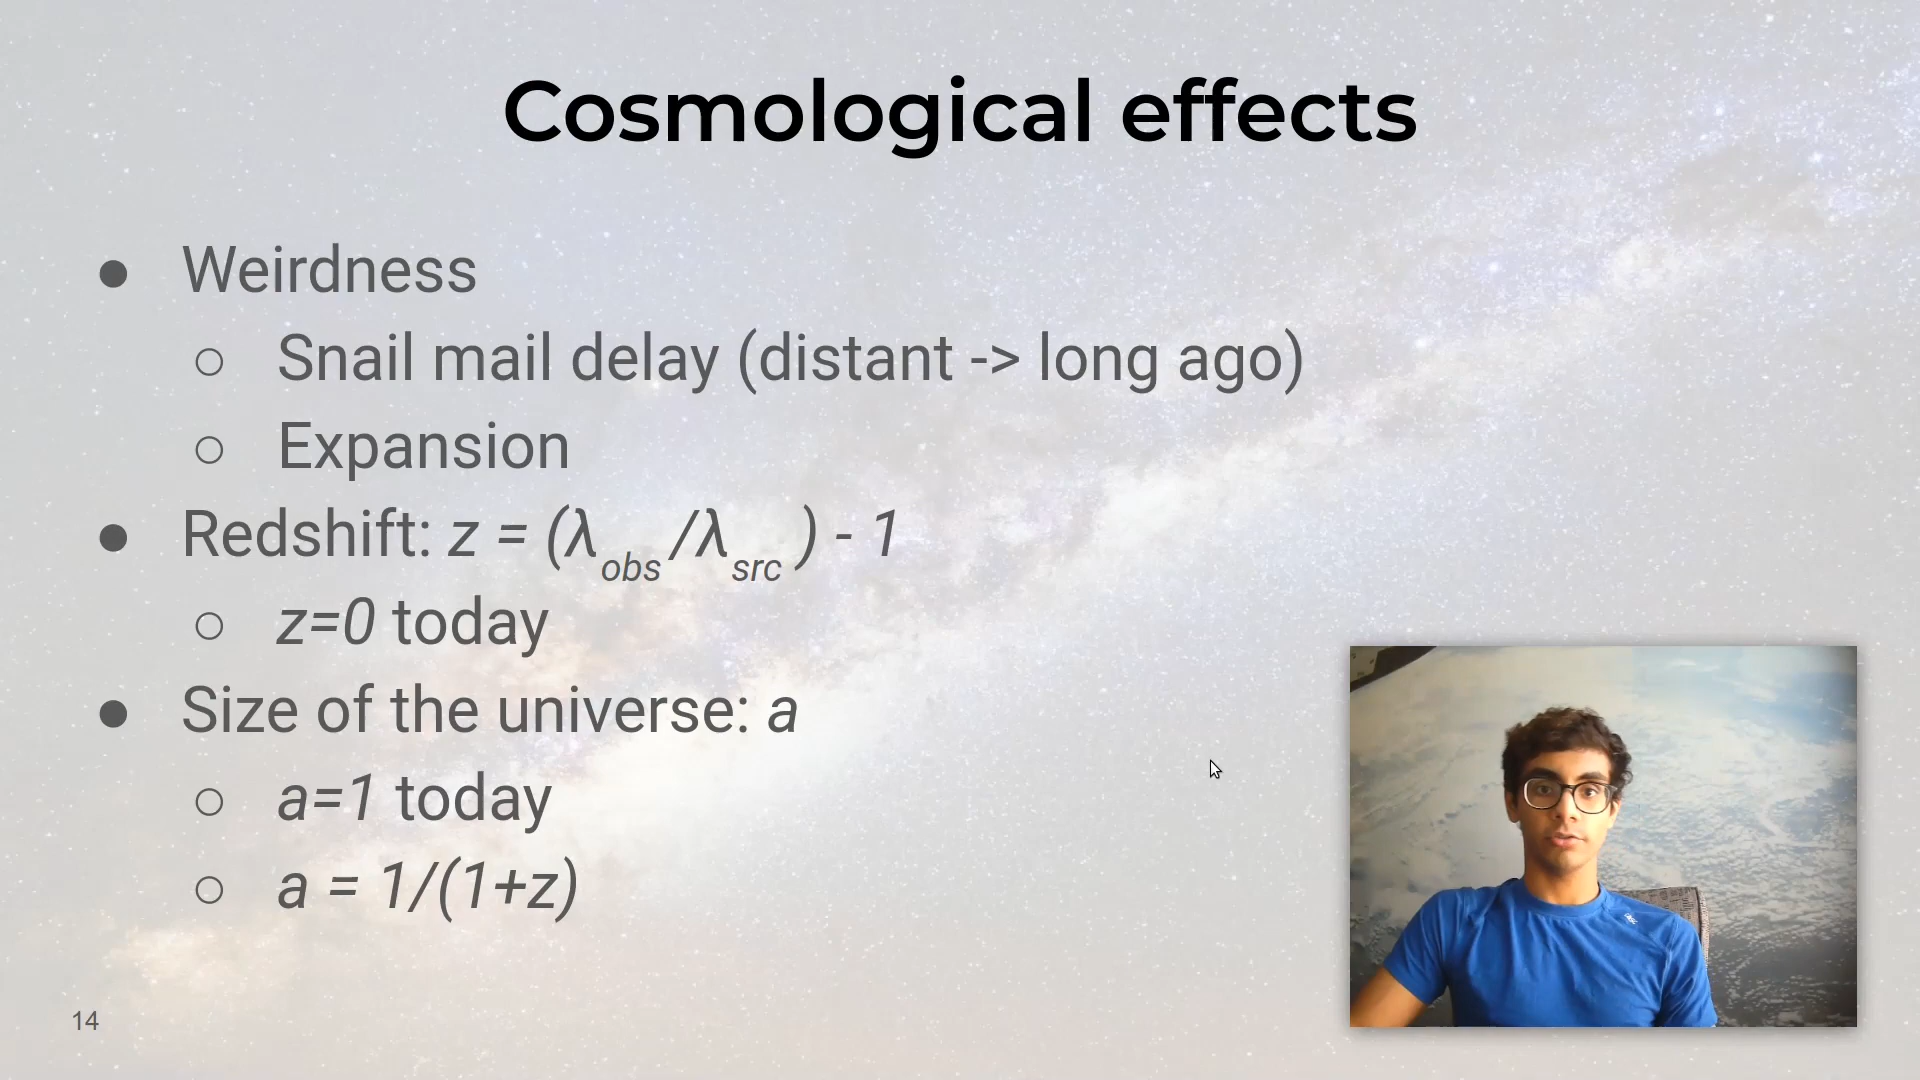 Cosmological effects
● Weirdness
○ Snail mail delay (distant -> long ago)
○ Expansion
● Redshift: z = (λobs/λsrc) - 1
○ z=0 today
● Size of the universe: a
○ a=1 today
○ a = 1/(1+z)
14